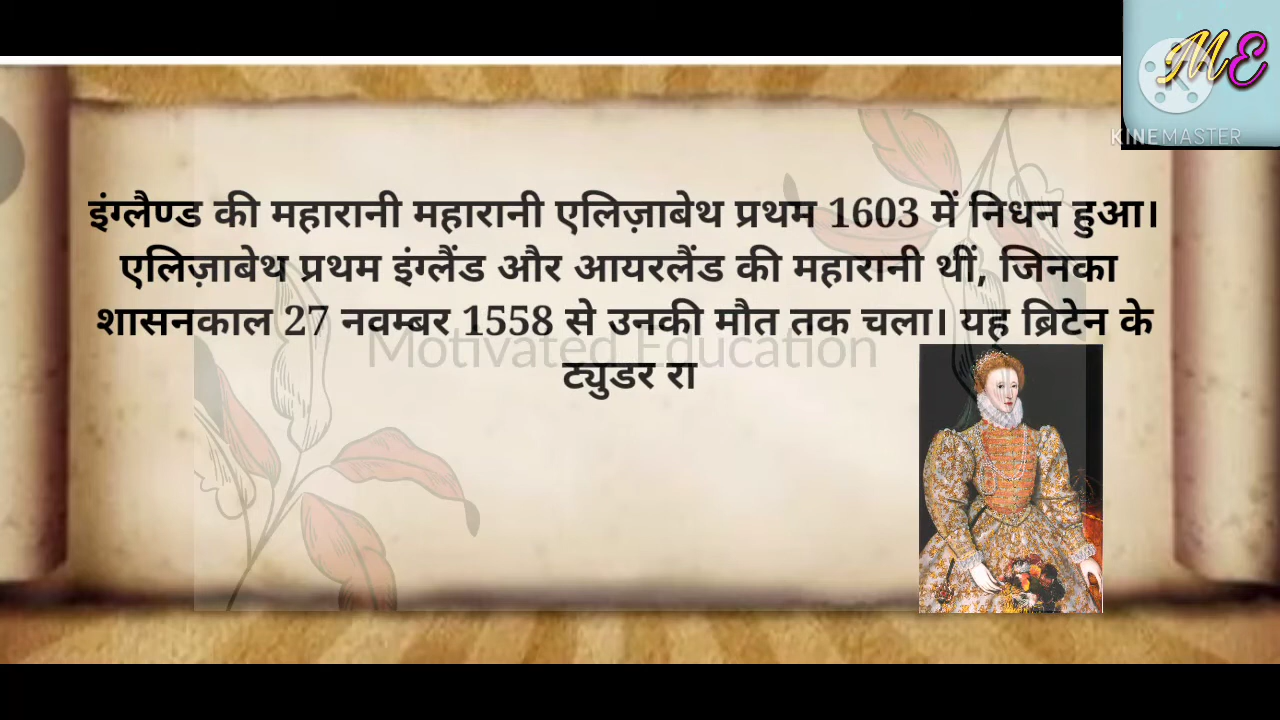 ME
KINEMASTER
इंग्लैण्ड की महारानी महारानी एलिज़ाबेथ प्रथम 1603 में निधन हुआ।
एलिज़ाबेथ प्रथम इंग्लैंड और आयरलैंड की महारानी थीं, जिनका
शासनकाल 27 नवम्बर 1558 से उनकी मौत तक चला। यह ब्रिटेन के
ट्युडर रा
Motivated Education